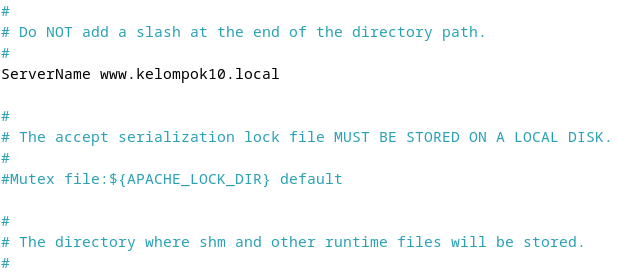 #
# Do NOT add a slash at the end of the directory path.
#
ServerName www.kelompok10.local
#
# The accept serialization lock file MUST BE STORED ON A LOCAL DISK.
#
#Mutex file:${APACHE_LOCK_DIR} default
#
# The directory where shm and other runtime files will be stored.
#